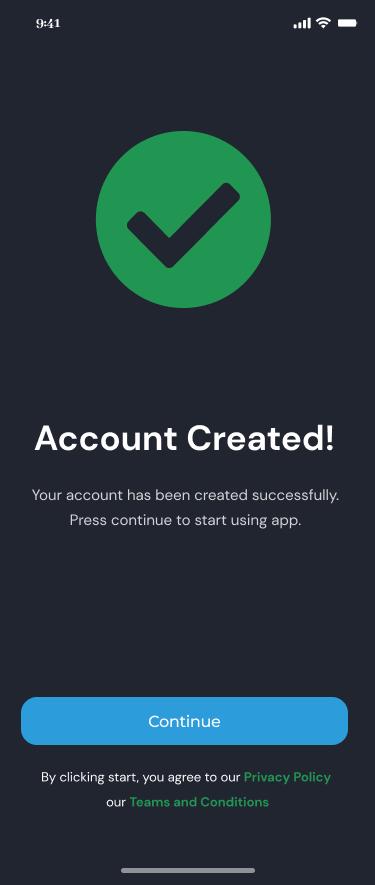 9:41
Account Created!
Your account has been created successfully.
Press continue to start using app.
Continue
By clicking start, you agree to our Privacy Policy
our Teams and Conditions